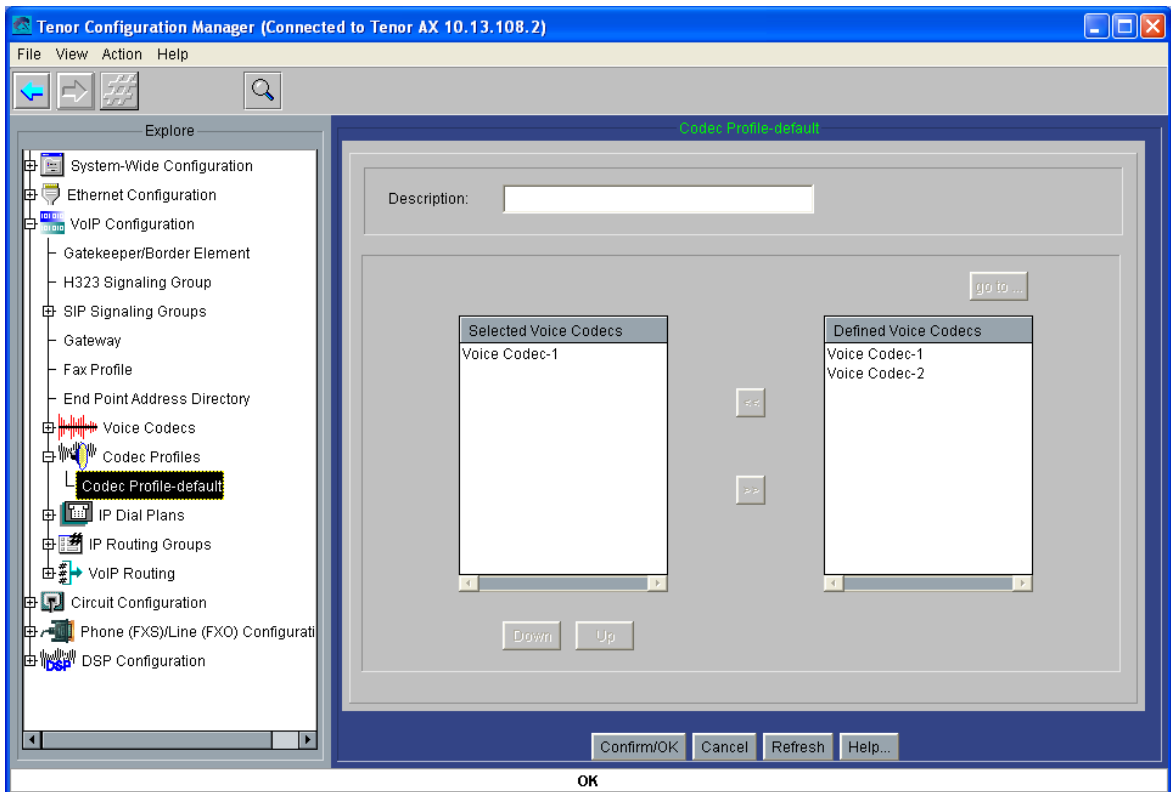 Tenor Configuration Manager (Connected to Tenor AX 10.13.108.2)
File View Action Help
Explore
System-Wide Configuration
Ethernet Configuration
VoIP Configuration
Gatekeeper/Border Element
H323 Signaling Group
SIP Signaling Groups
Gateway
Fax Profile
End Point Address Directory
Voice Codecs
Codec Profiles
Codec Profile-default
IP Dial Plans
IP Routing Groups
VoIP Routing
Circuit Configuration
Phone (FXS)/Line (FXO) Configurati
DSP
DSP Configuration
Codec Profile-default
Description:
go to ...
Selected Voice Codecs
Voice Codec-1
<<
>>
Defined Voice Codecs
Voice Codec-1
Voice Codec-2
Down Up
Confirm/OK Cancel Refresh Help...
OK